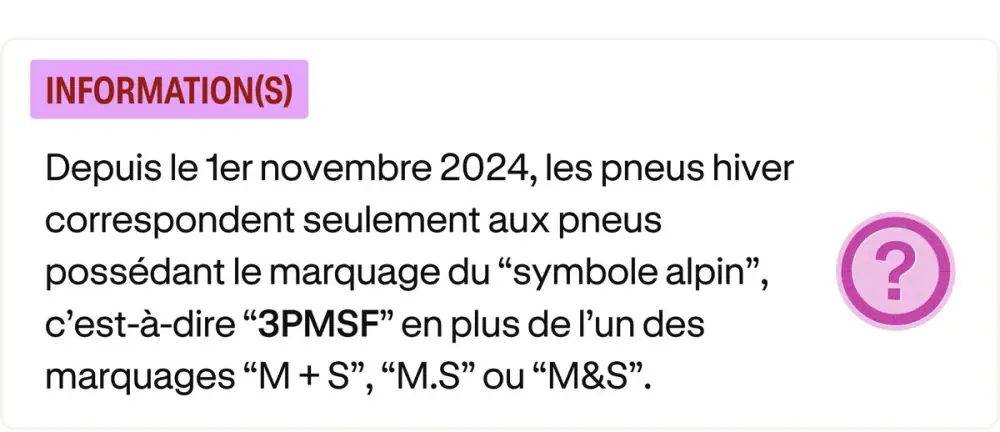 INFORMATION(S)
Depuis le 1er novembre 2024, les pneus hiver
correspondent seulement aux pneus
possédant le marquage du “symbole alpin”,
c’est-à-dire “3PMSF” en plus de l’un des
marquages “M + S”, “M.S” ou “M&S”.
?